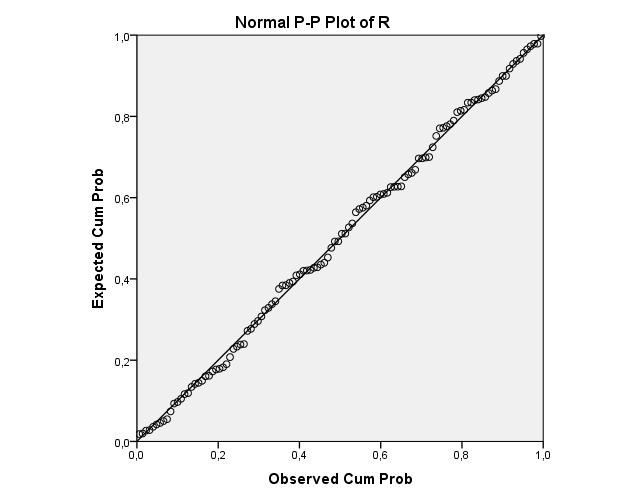 Normal P-P Plot of R
1,0
0,8
0,6
0,4
0,2
0,0
Expected Cum Prob
0,0 0,2 0,4 0,6 0,8 1,0
Observed Cum Prob